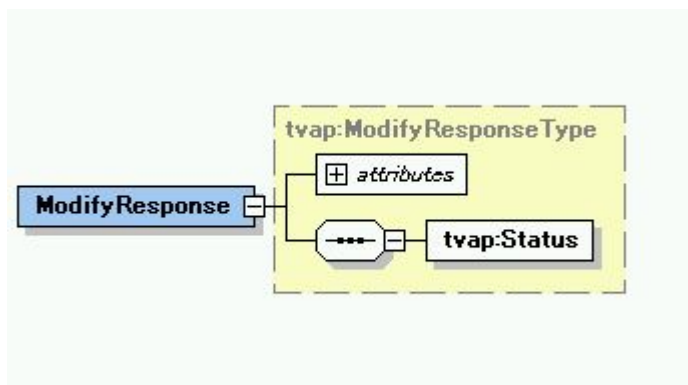 tvap:ModifyResponseType
attributes
ModifyResponse
tvap:Status